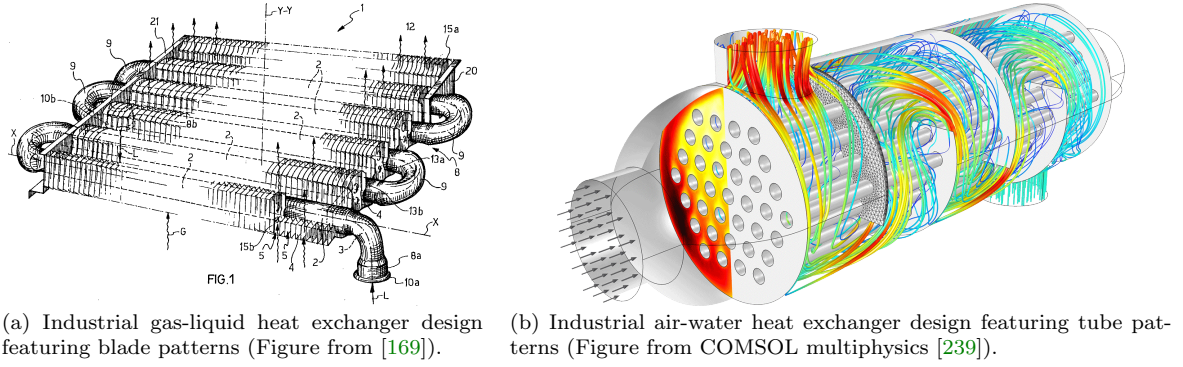 Y-Y
1
21
12
15a
9
2
20
9
10b
8b
2
2
X
9
13a
8
2
9
4
13b
X
G
15b
5
5
4
2
3
8a
10a
L
FIG.1
(a) Industrial gas-liquid heat exchanger design
featuring blade patterns (Figure from [169]).
(b) Industrial air-water heat exchanger design featuring tube pat-
terns (Figure from COMSOL multiphysics [239]).